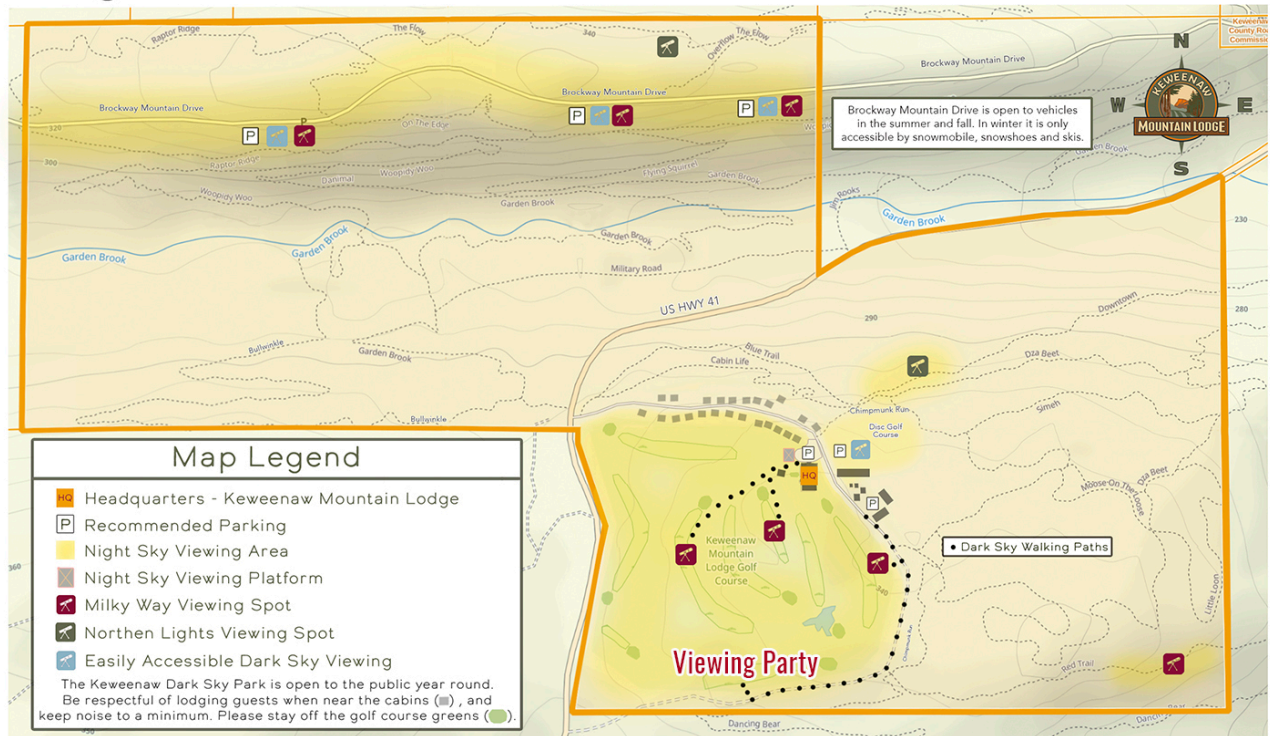 Raptor Ridge
The Flow
340
Overflow
The Flow
Keweenaw
County Road
Commission
N
Brockway Mountain Drive
Brockway Mountain Drive
Brockway Mountain Drive
P
P
P
P
W
E
KEWEENAW
MOUNTAIN LODGE
S
Brockway Mountain Drive is open to vehicles
in the summer and fall. In winter it is only
accessible by snowmobile, snowshoes and skis.
320
On The Edge
300
Raptor Ridge
Danimal
Woopidy Woo
Flying Squirrel
Garden Brook
Garden Brook
Woopidy Woo
Garden Brook
Jim Rooks
Garden Brook
230
Garden Brook
Garden Brook
Garden Brook
Military Road
US HWY 41
290
Downtown
280
Bullwinkle
Garden Brook
Blue Trail
Cabin Life
Dza Beet
Bullwinkle
Chimpmunk Run
Simeh
Disc Golf
Course
P
P
HQ
P
Dza Beet
Moose On The Loose
Keweenaw
Mountain
Lodge Golf
Course
340
• Dark Sky Walking Paths
Little Loon
Chimpmunk Run
Red Trail
Viewing Party
Dancing Bear
360
Map Legend
HQ Headquarters - Keweenaw Mountain Lodge
P Recommended Parking
Night Sky Viewing Area
Night Sky Viewing Platform
Milky Way Viewing Spot
Northen Lights Viewing Spot
Easily Accessible Dark Sky Viewing
The Keweenaw Dark Sky Park is open to the public year round.
Be respectful of lodging guests when near the cabins ( ) , and
keep noise to a minimum. Please stay off the golf course greens ( ).